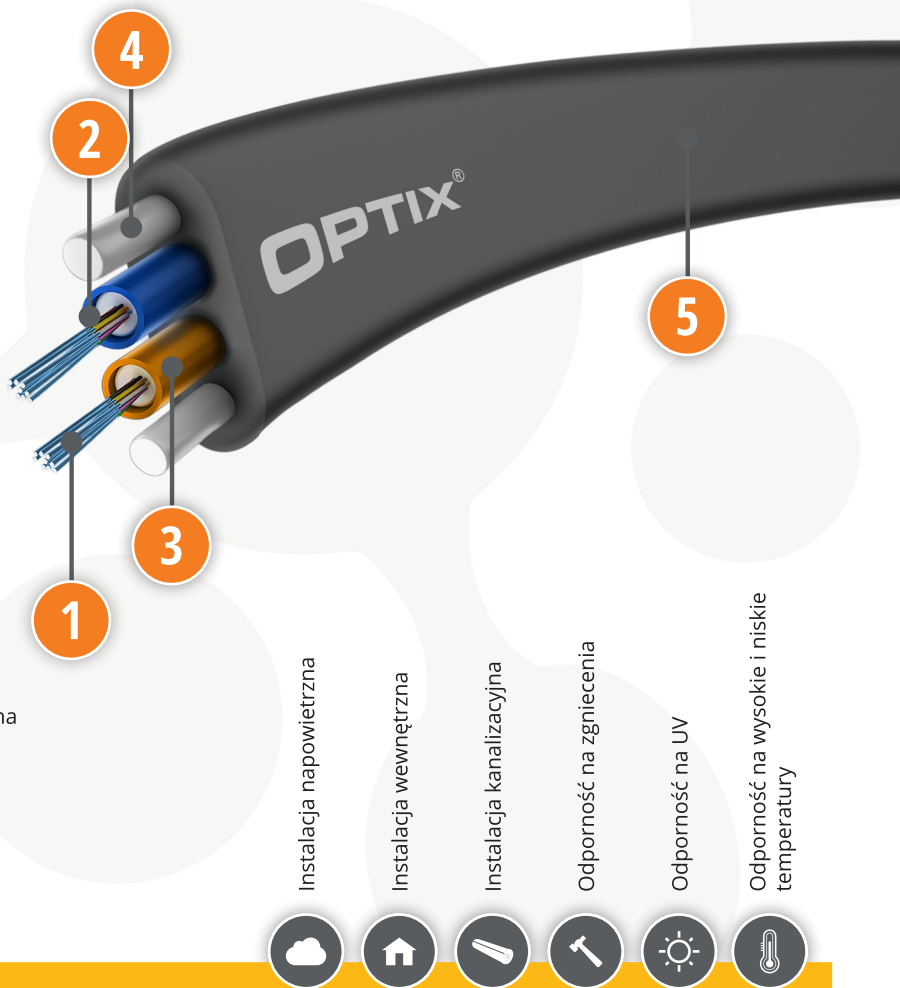 4
2
OPTIX®
5
3
1
na
Instalacja napowietrzna
Instalacja wewnętrzna
Instalacja kanalizacyjna
Odporność na zgniecenia
Odporność na UV
Odporność na wysokie i niskie
temperatury